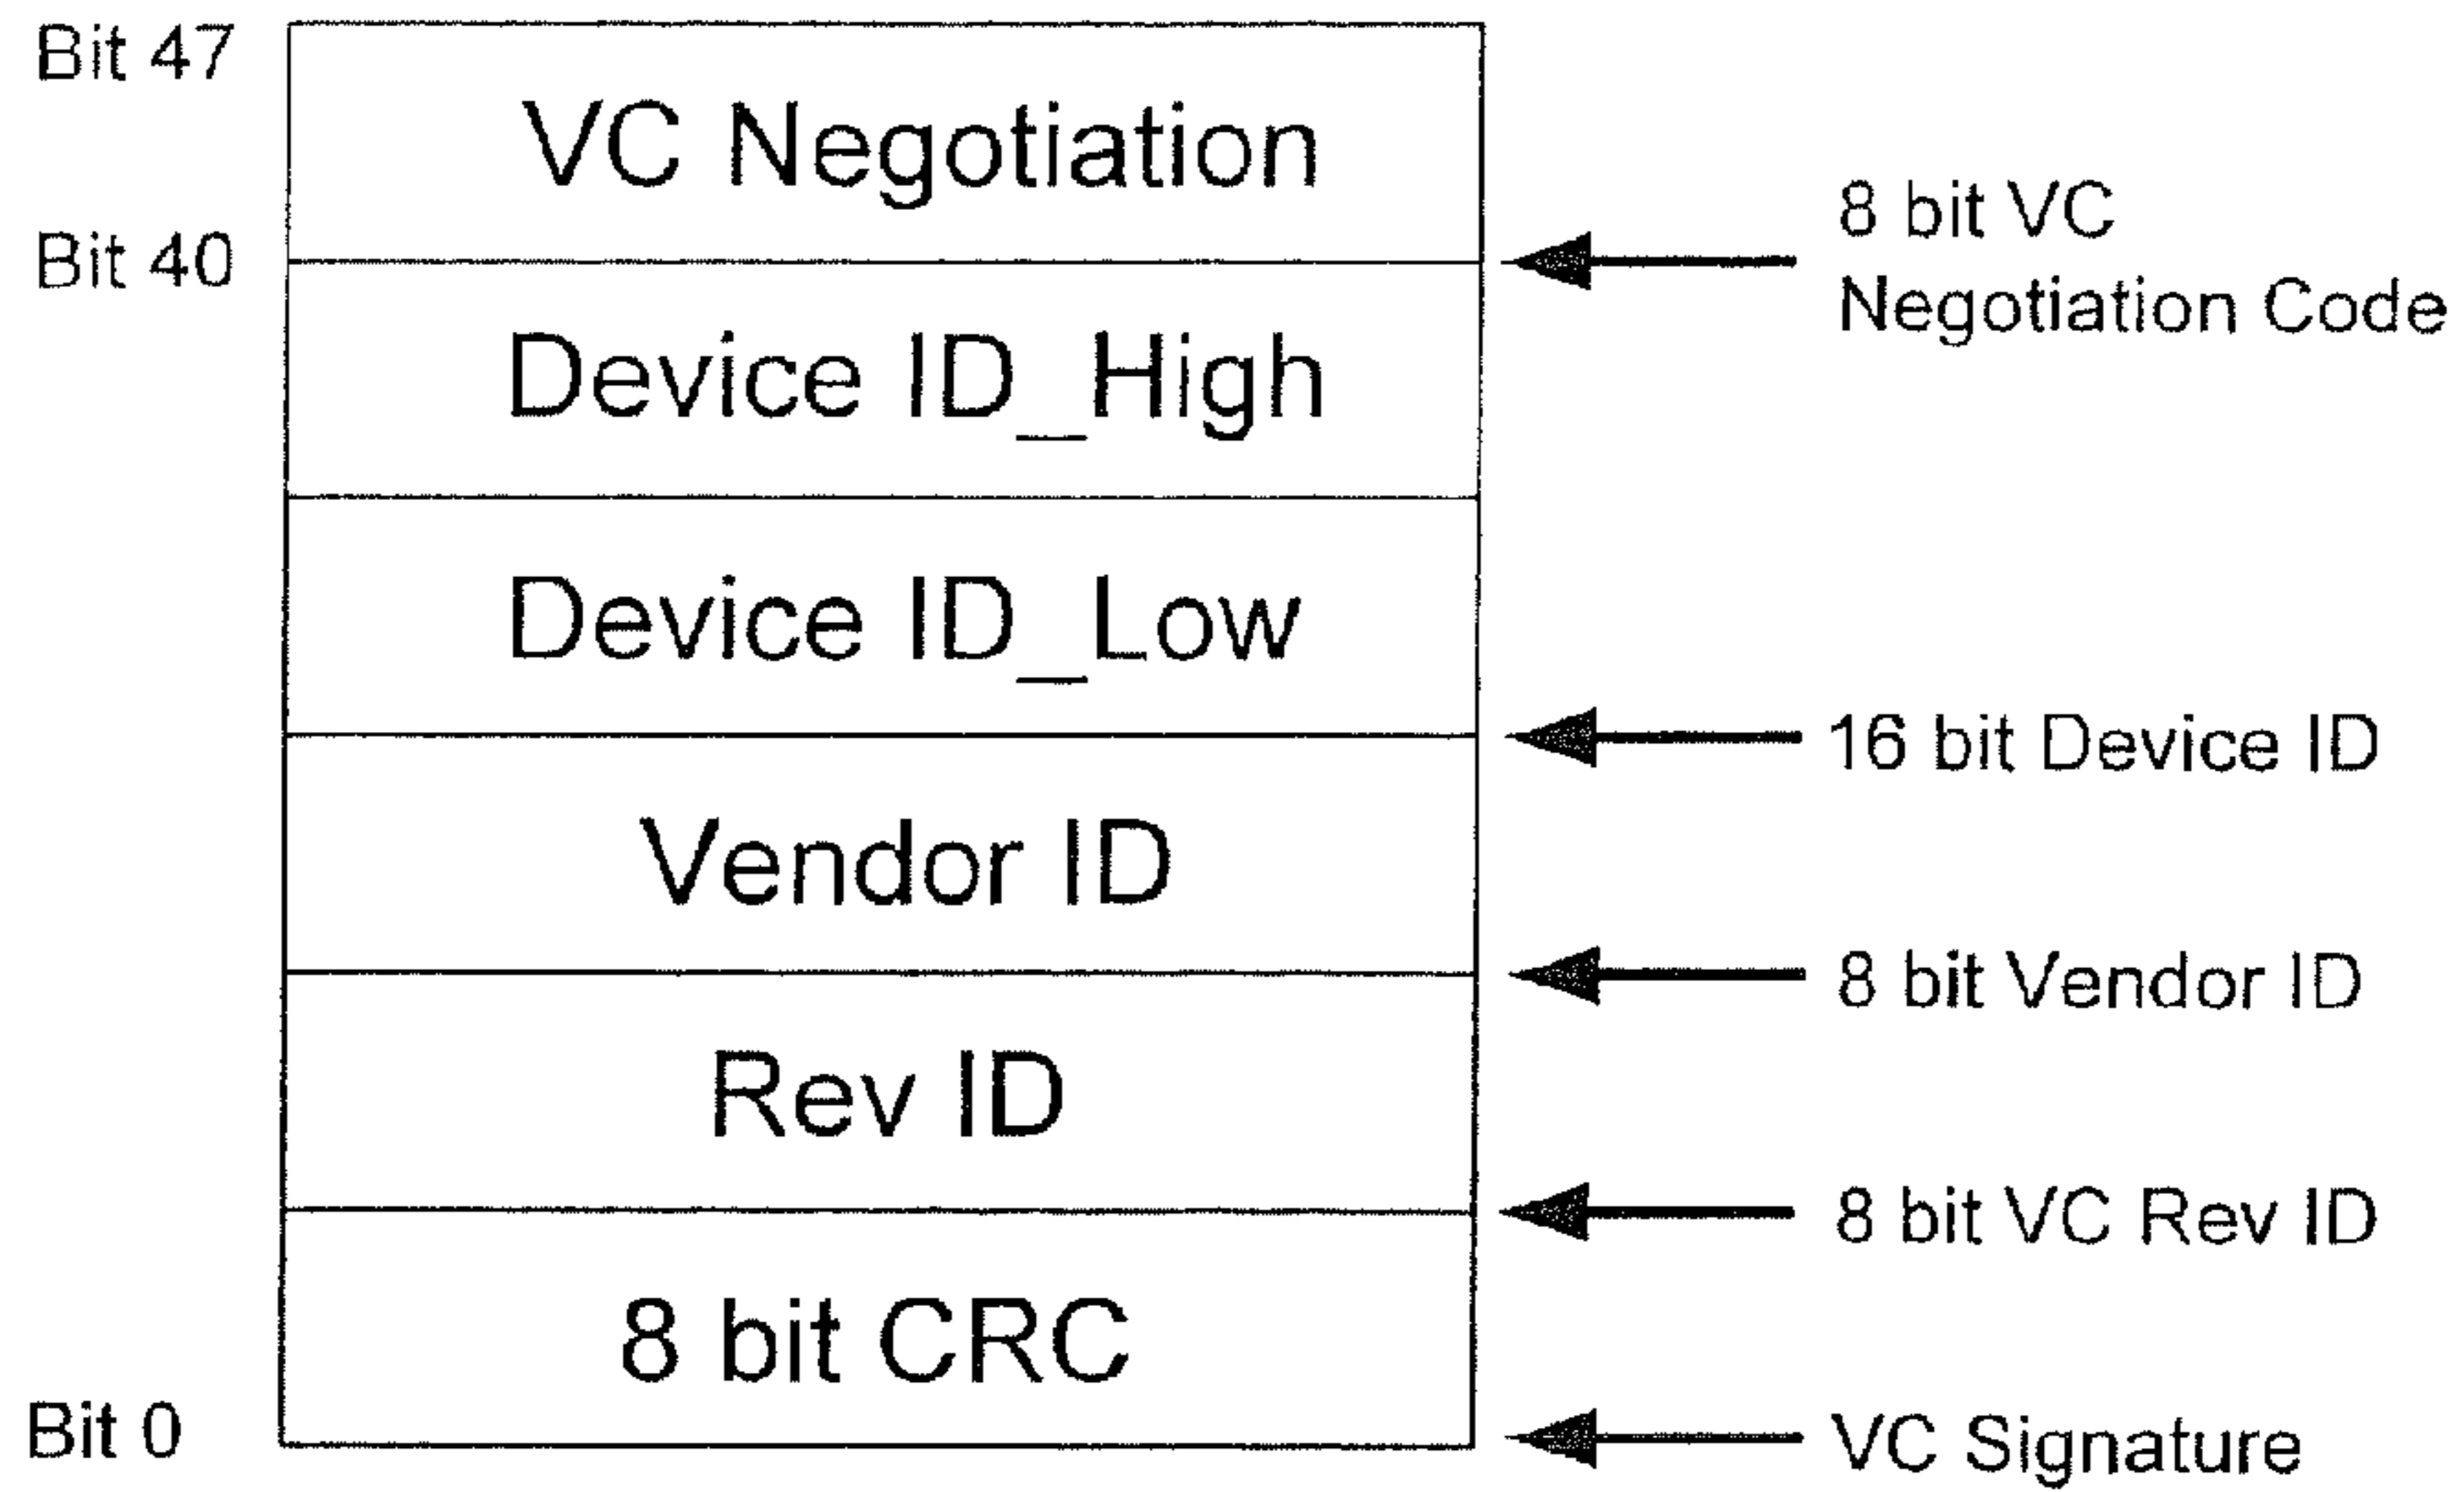 Bit 47
VC Negotiation
8 bit VC
Bit 40
Negotiation Code
Device ID_High
Device ID_Low
16 bit Device ID
Vendor ID
8 bit Vendor ID
Rev ID
8 bit VC Rev ID
8 bit CRC
Bit 0
VC Signature